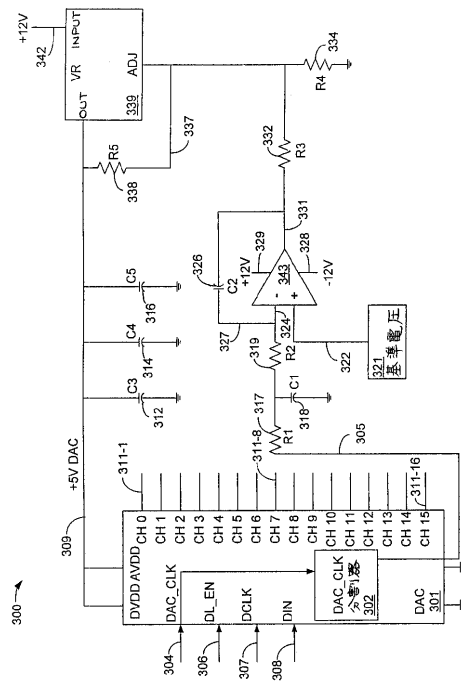 300
+12V
342
INPUT
VR
OUT
ADJ
339
R5
338
337
334
R4
332
R3
331
309
+5V DAC
C3
312
C4
314
C5
316
326
C2
+12V
329
343
-
+
328
-12V
327
324
319
R2
322
321
基準電圧
317
R1
C1
318
305
311-1
311-8
311-16
DVDD AVDD
DAC_CLK
DL_EN
DCLK
DIN
304
306
307
308
CH 0
CH 1
CH 2
CH 3
CH 4
CH 5
CH 6
CH 7
CH 8
CH 9
CH 10
CH 11
CH 12
CH 13
CH 14
CH 15
DAC_CLK
分割器
302
DAC
301